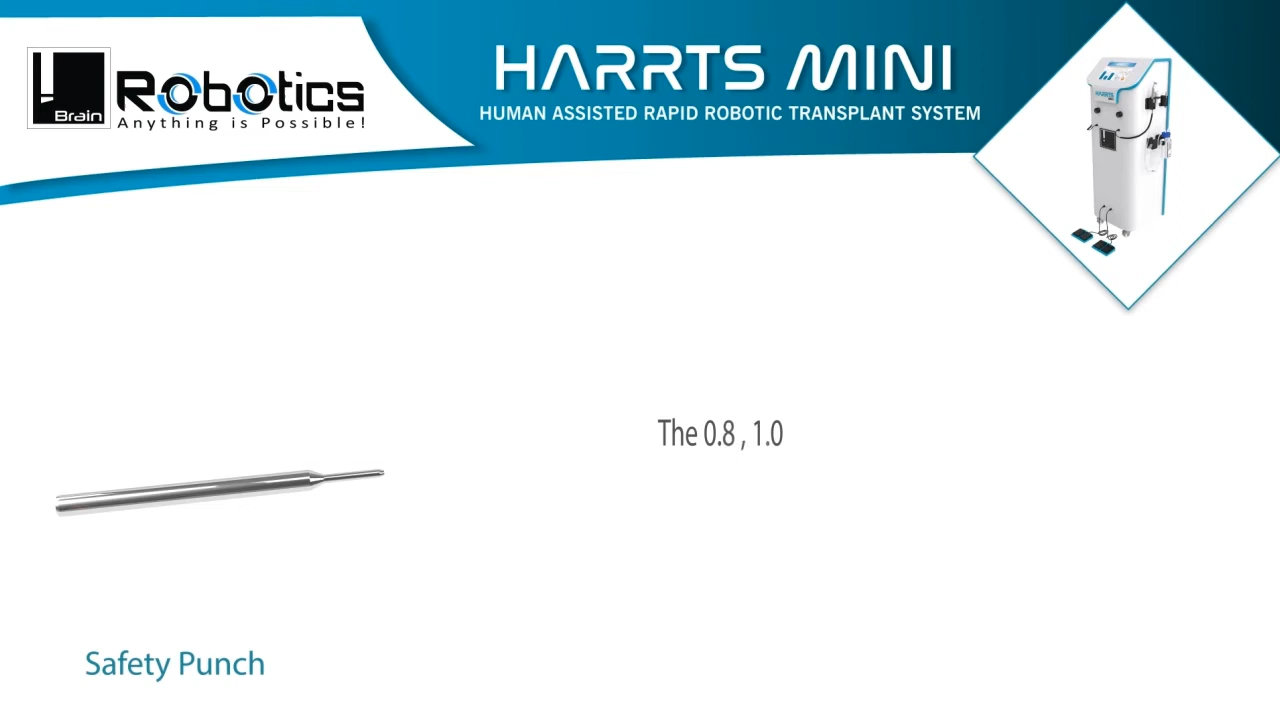 Brain
Robotics
Anything is Possible!
HARRTS MINI
HUMAN ASSISTED RAPID ROBOTIC TRANSPLANT SYSTEM
HARRTS
The 0.8 , 1.0
Safety Punch